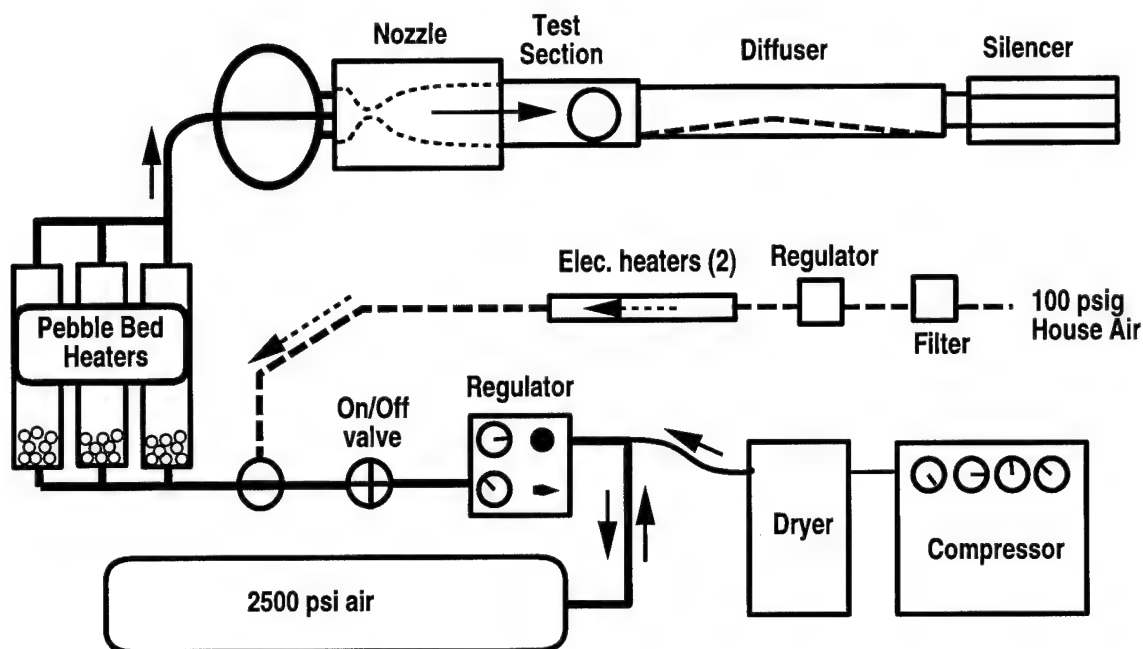 Nozzle
Test
Section
Diffuser
Silencer
Elec. heaters (2)
Regulator
100 psig
House Air
Filter
Pebble Bed
Heaters
On/Off
valve
Regulator
Dryer
Compressor
2500 psi air